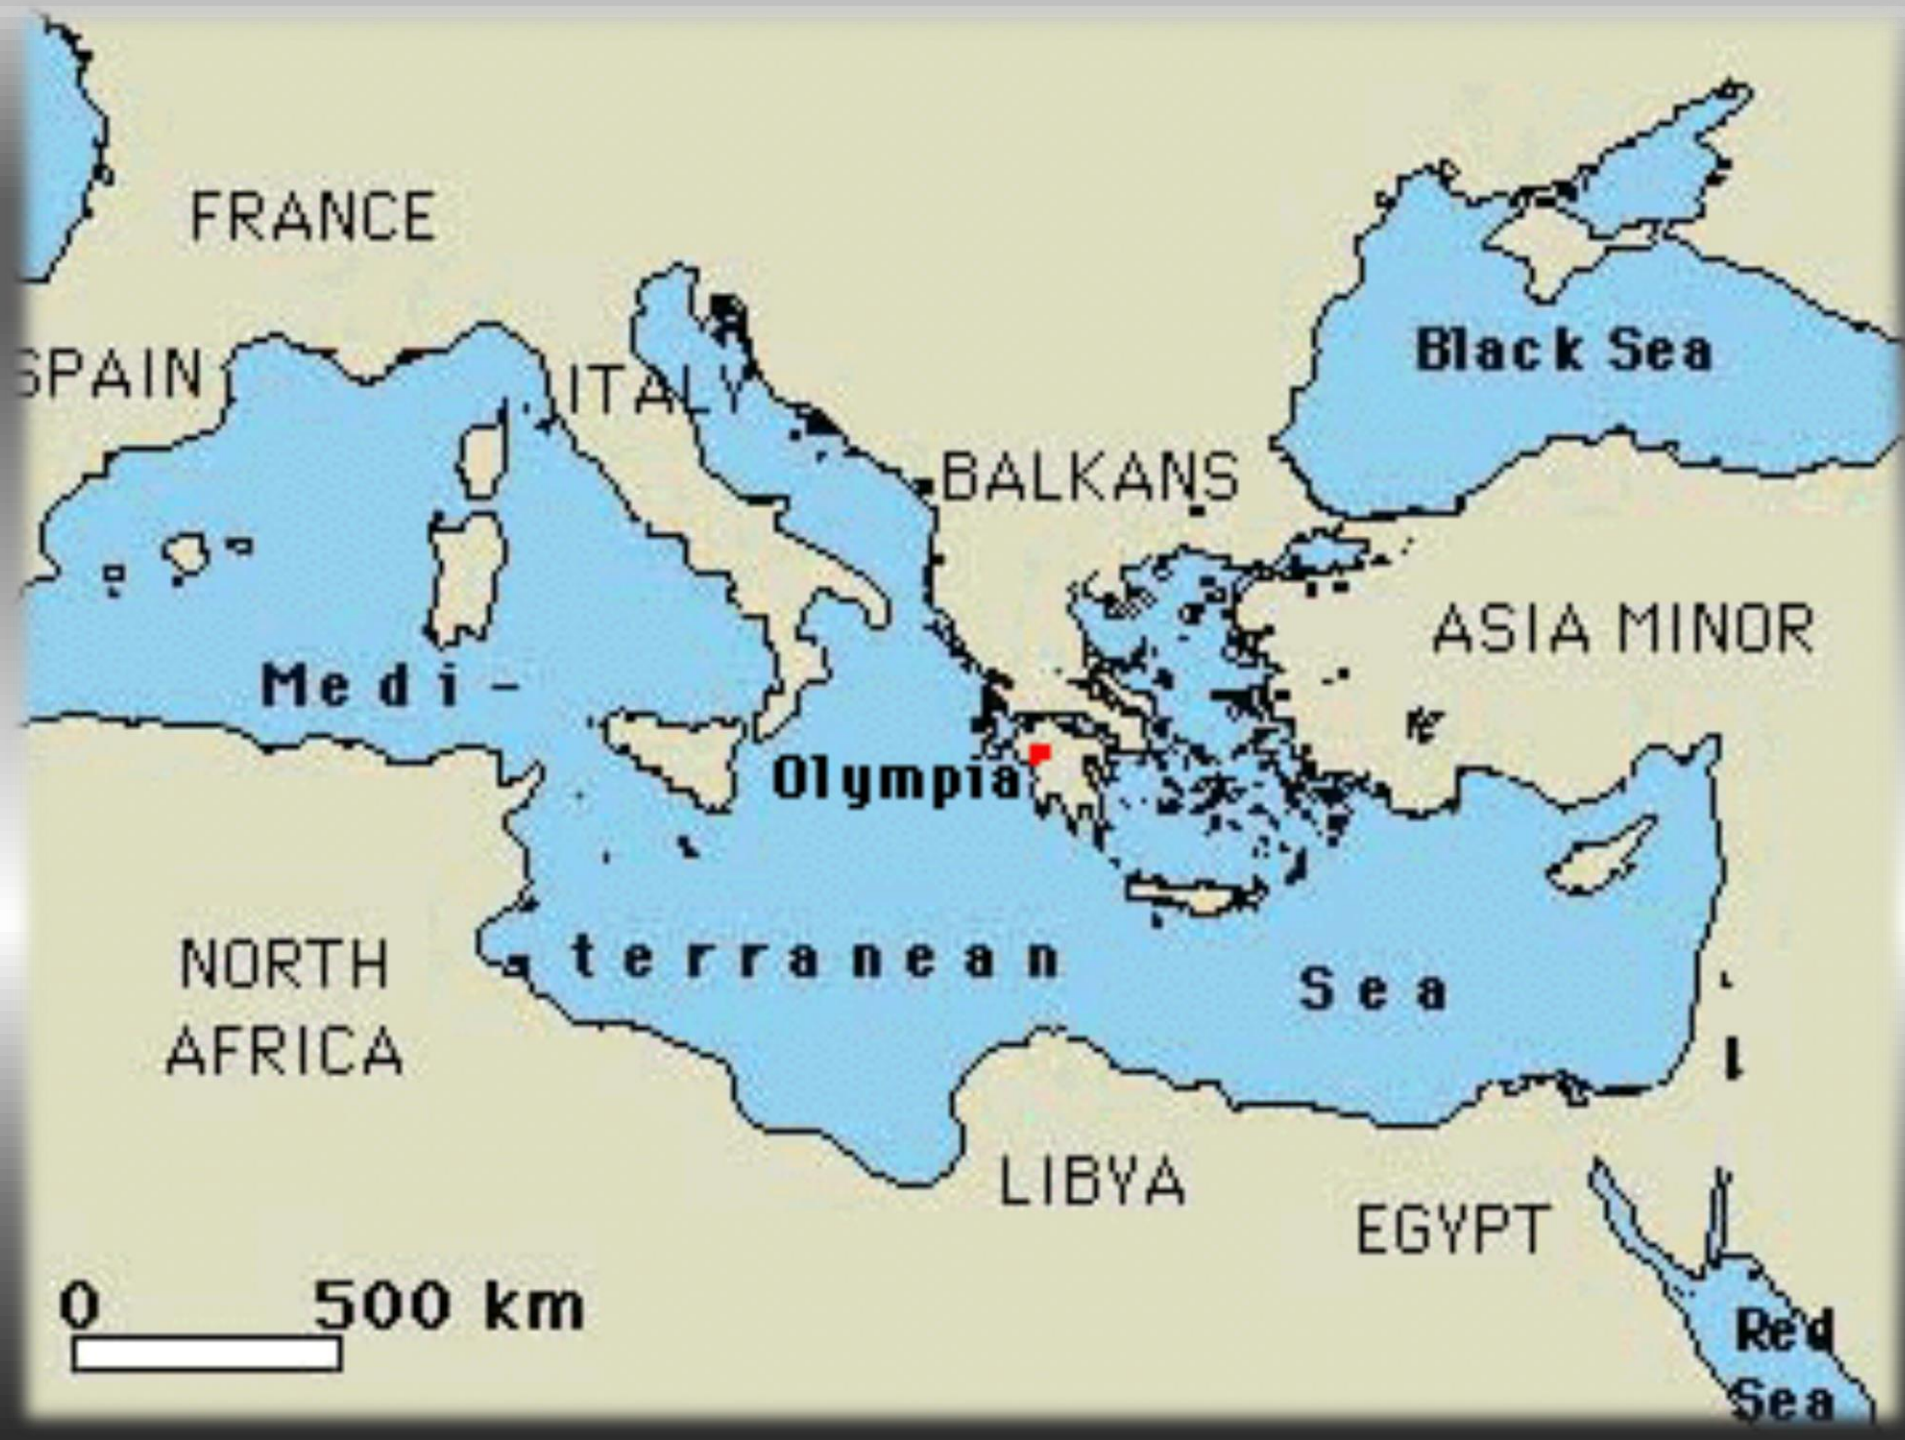 FRANCE
Black Sea
SPAIN
ITALY
BALKANS
ASIA MINOR
Medi-
Olympia
terranean
Sea
NORTH
AFRICA
LIBYA
EGYPT
0 500 km
Red
Sea